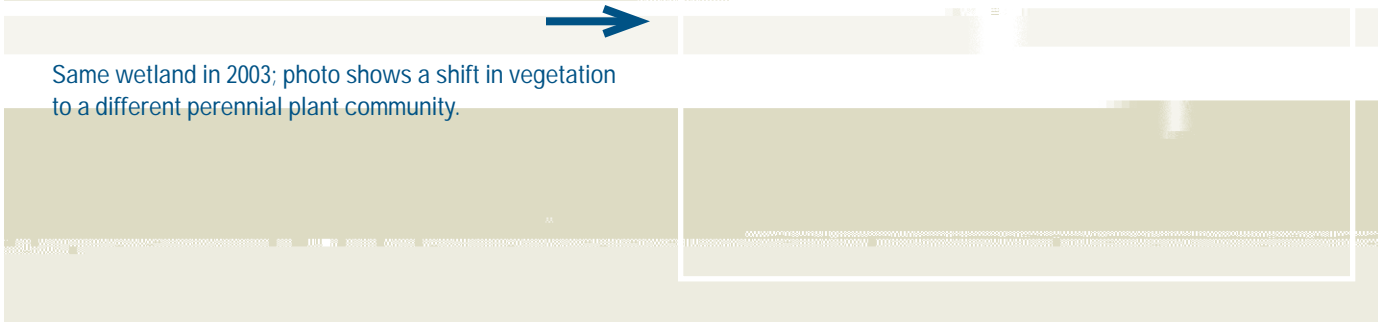 Same wetland in 2003; photo shows a shift in vegetation
to a different perennial plant community.